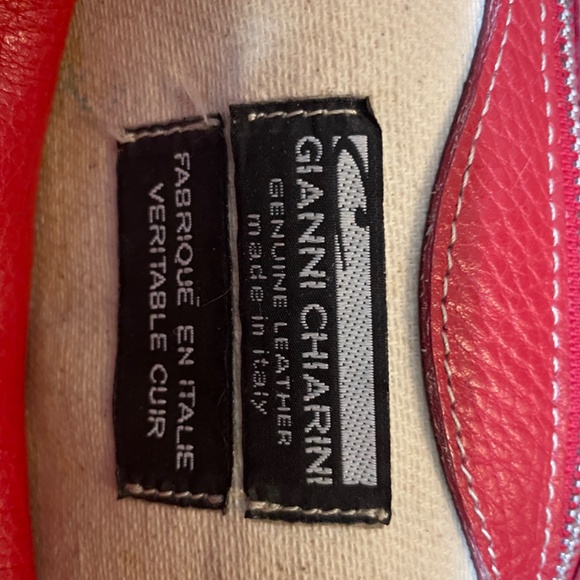 GIANNI CHIARINI
GENUINE LEATHER
made in italy
FABRIQUÉ EN ITALIE
VERITABLE CUIR